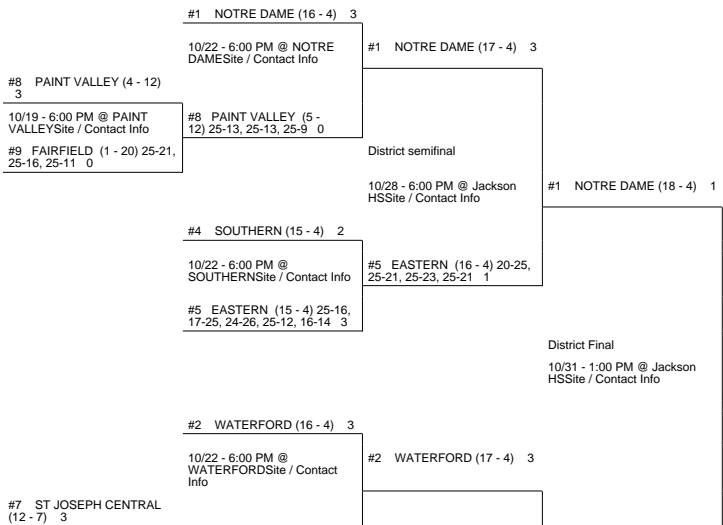 #1 NOTRE DAME (16 - 4) 3
10/22 - 6:00 PM @ NOTRE
DAMESite / Contact Info
#1 NOTRE DAME (17 - 4) 3
#8 PAINT VALLEY (4 - 12)
3
10/19 - 6:00 PM @ PAINT
VALLEYSite / Contact Info
#8 PAINT VALLEY (5 -
12) 25-13, 25-13, 25-9 0
#9 FAIRFIELD (1 - 20) 25-21,
25-16, 25-11 0
District semifinal
10/28 - 6:00 PM @ Jackson
HSSite / Contact Info
#1 NOTRE DAME (18 - 4) 1
#4 SOUTHERN (15 - 4) 2
10/22 - 6:00 PM @
SOUTHERNSite / Contact Info
#5 EASTERN (16 - 4) 20-25,
25-21, 25-23, 25-21 1
#5 EASTERN (15 - 4) 25-16,
17-25, 24-26, 25-12, 16-14 3
District Final
10/31 - 1:00 PM @ Jackson
HSSite / Contact Info
#2 WATERFORD (16 - 4) 3
10/22 - 6:00 PM @
WATERFORDSite / Contact
Info
#2 WATERFORD (17 - 4) 3
#7 ST JOSEPH CENTRAL
(12 - 7) 3